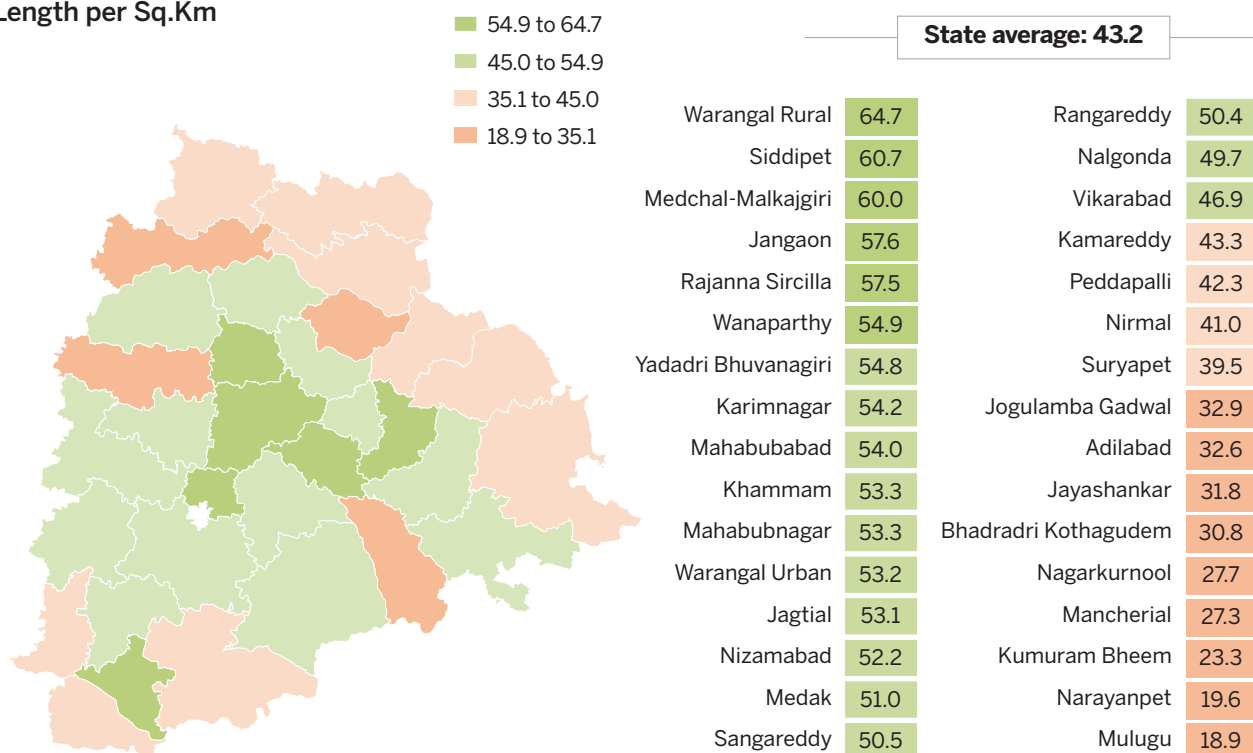 Length per Sq.Km
54.9 to 64.7
45.0 to 54.9
35.1 to 45.0
18.9 to 35.1
State average: 43.2
Warangal Rural 64.7
Siddipet 60.7
Medchal-Malkajgiri 60.0
Jangaon 57.6
Rajanna Sircilla 57.5
Wanaparthy 54.9
Yadadri Bhuvanagiri 54.8
Karimnagar 54.2
Mahabubabad 54.0
Khammam 53.3
Mahabubnagar 53.3
Warangal Urban 53.2
Jagtial 53.1
Nizamabad 52.2
Medak 51.0
Sangareddy 50.5
Rangareddy 50.4
Nalgonda 49.7
Vikarabad 46.9
Kamareddy 43.3
Peddapalli 42.3
Nirmal 41.0
Suryapet 39.5
Jogulamba Gadwal 32.9
Adilabad 32.6
Jayashankar 31.8
Bhadradri Kothagudem 30.8
Nagarkurnool 27.7
Mancherial 27.3
Kumuram Bheem 23.3
Narayanpet 19.6
Mulugu 18.9